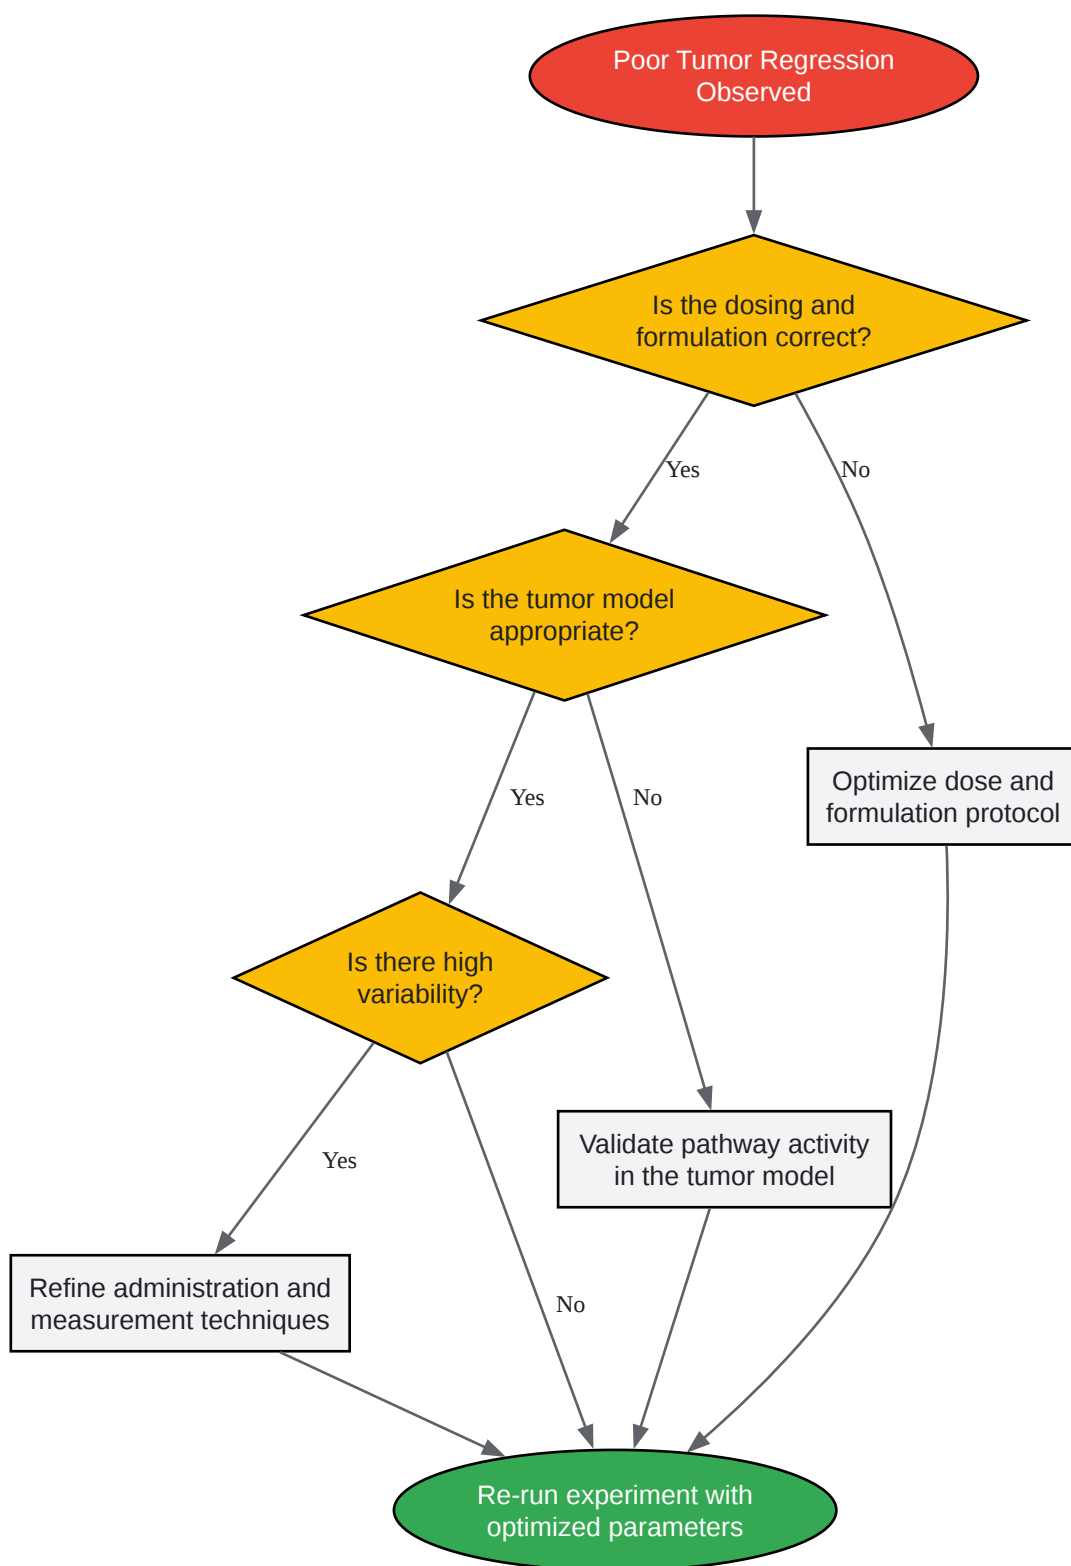 Poor Tumor Regression
Observed
Is the dosing and
formulation correct?
Yes
No
Is the tumor model
appropriate?
Yes
No
Optimize dose and
formulation protocol
Is there high
variability?
Yes
No
Validate pathway activity
in the tumor model
Refine administration and
measurement techniques
Re-run experiment with
optimized parameters